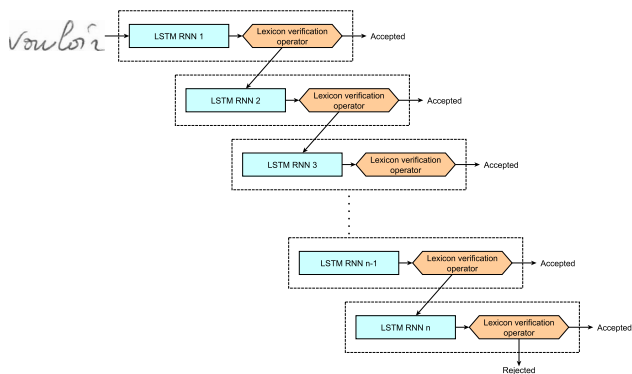 vouloir
LSTM RNN 1
Lexicon verification
operator
Accepted
LSTM RNN 2
Lexicon verification
operator
Accepted
LSTM RNN 3
Lexicon verification
operator
Accepted
LSTM RNN n-1
Lexicon verification
operator
Accepted
LSTM RNN n
Lexicon verification
operator
Accepted
Rejected